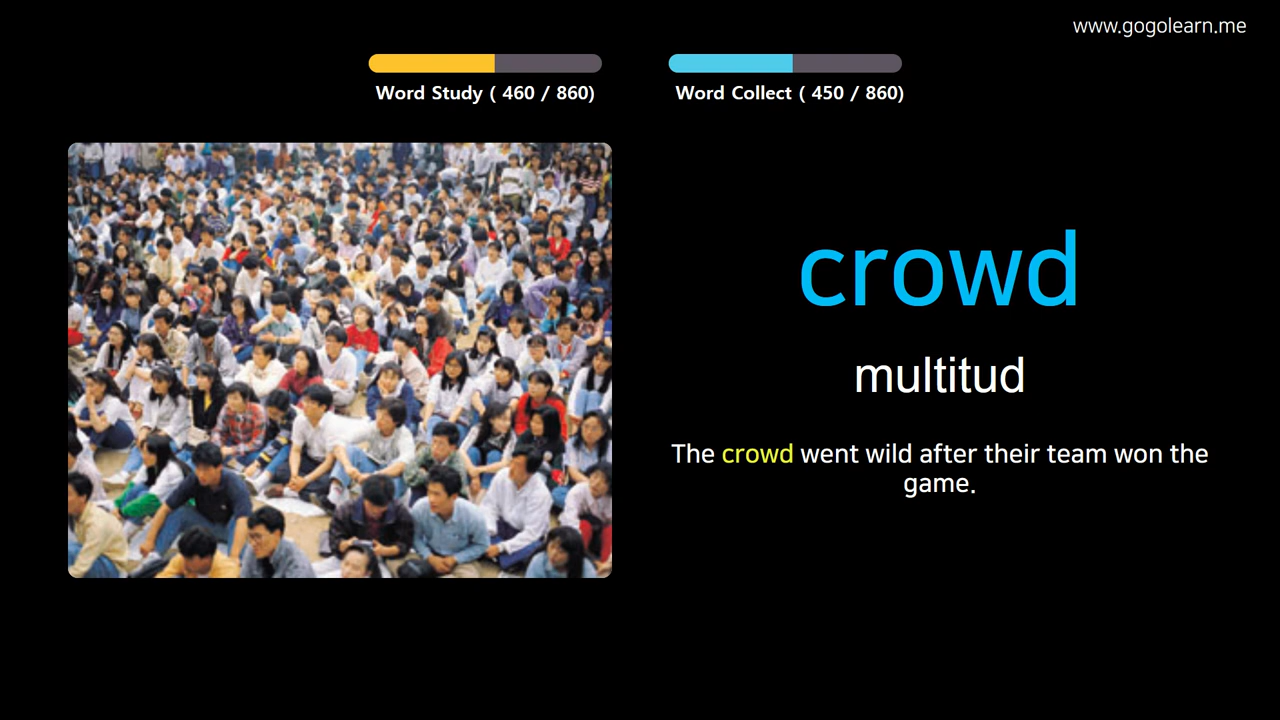 www.gogolearn.me
Word Study ( 460 / 860)
Word Collect ( 450 / 860)
crowd
multitud
The crowd went wild after their team won the
game.